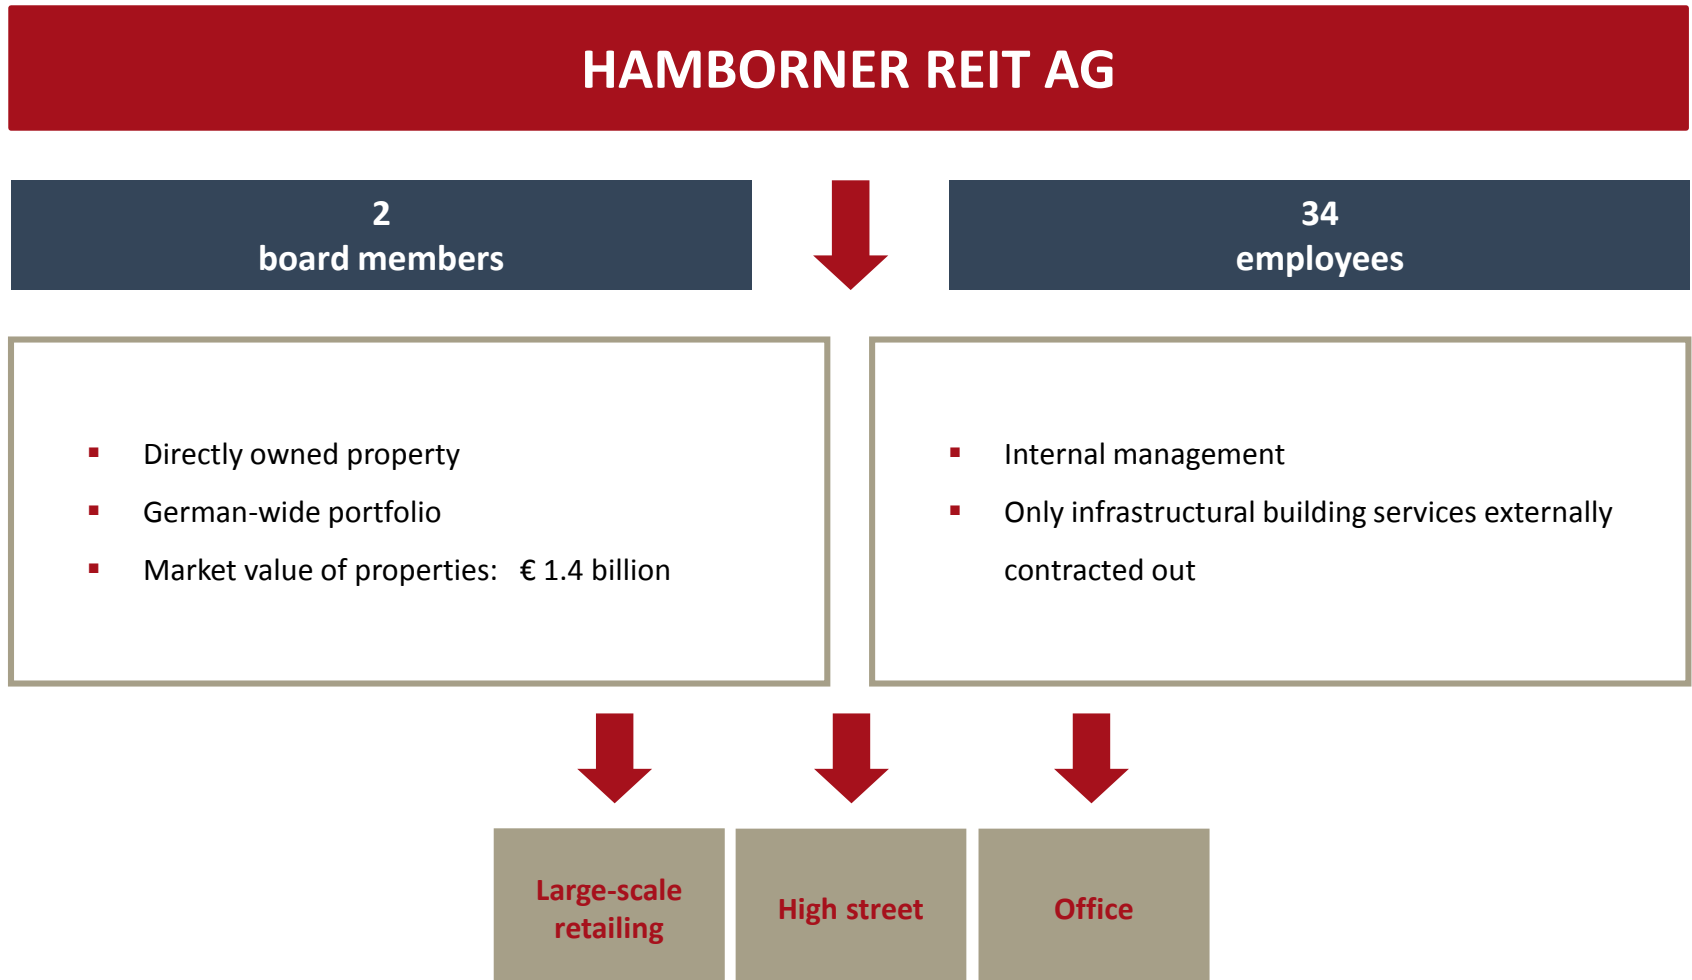 HAMBORNER REIT AG
2
board members
34
employees
▪ Directly owned property
▪ German-wide portfolio
▪ Market value of properties: € 1.4 billion
▪ Internal management
▪ Only infrastructural building services externally
contracted out
Large-scale
retailing
High street
Office